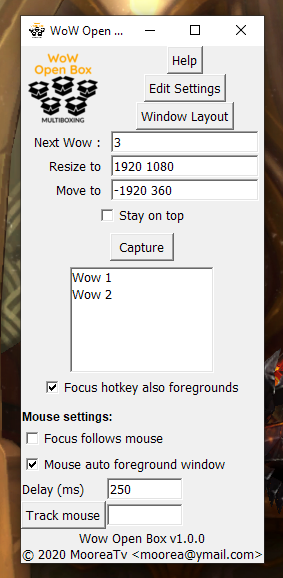 WoW Open ...
WoW
Open Box
MULTIBOXING
Help
Edit Settings
Window Layout
Next Wow : 3
Resize to 1920 1080
Move to -1920 360
Stay on top
Capture
Wow 1
Wow 2
Focus hotkey also foregrounds
Mouse settings:
Focus follows mouse
Mouse auto foreground window
Delay (ms) 250
Track mouse
Wow Open Box v1.0.0
© 2020 MooreaTv <moorea@ymail.com>